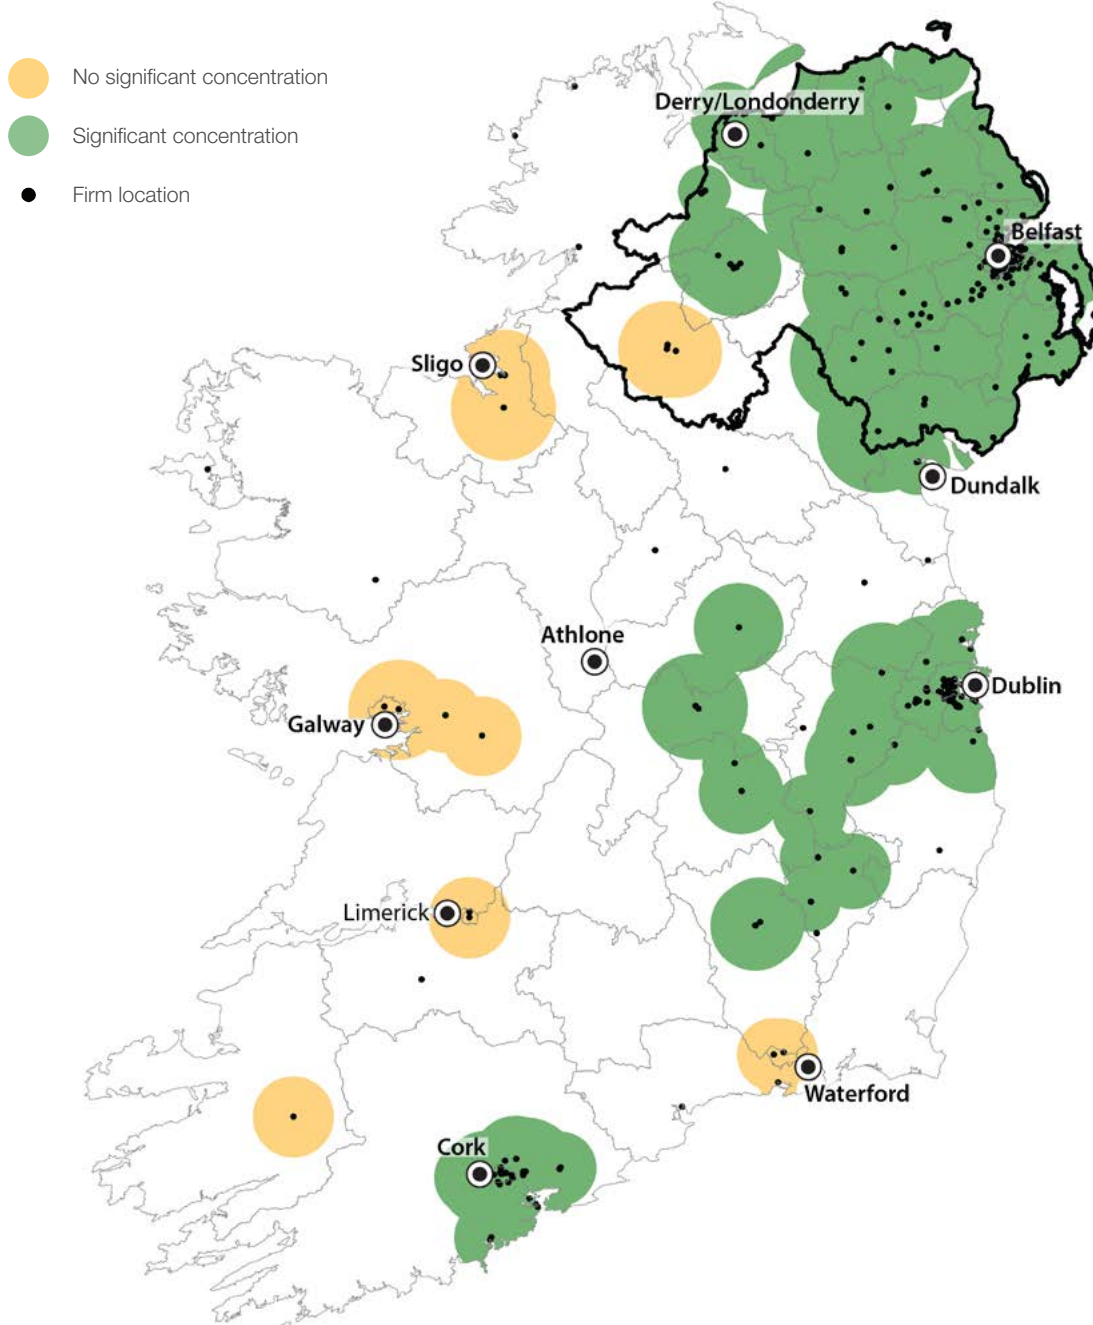 No significant concentration
Significant concentration
Firm location
Derry/Londonderry
Belfast
Sligo
Dundalk
Athlone
Dublin
Galway
Limerick
Waterford
Cork